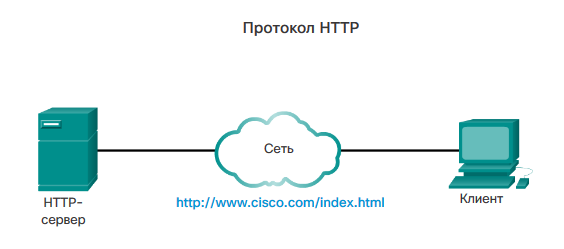 Протокол HTTP
Сеть
HTTP-
сервер
http://www.cisco.com/index.html
Клиент